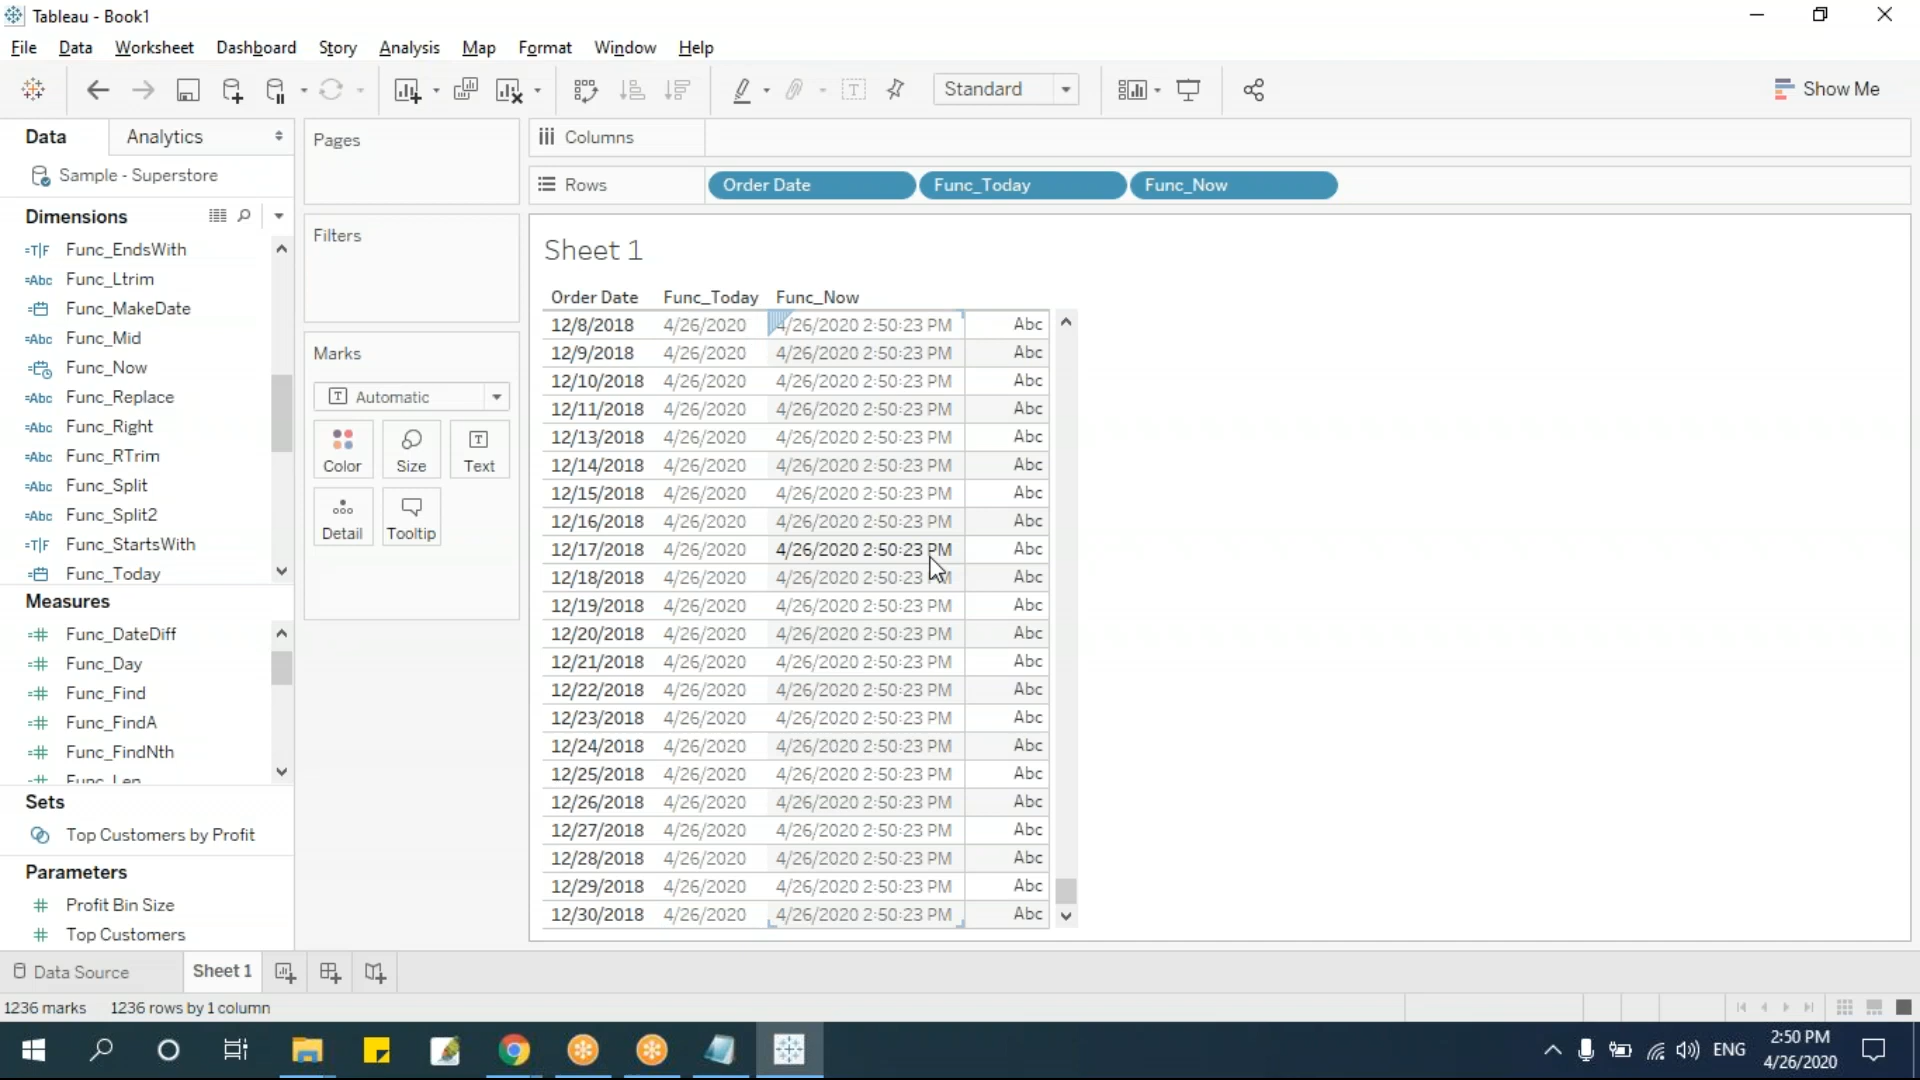 Tableau - Book1
File Data Worksheet Dashboard Story Analysis Map Format Window Help
Standard
Show Me
Data Analytics
Sample - Superstore
Dimensions
Func_EndsWith
Func_Ltrim
Func_MakeDate
Func_Mid
Func_Now
Func_Replace
Func_Right
Func_RTrim
Func_Split
Func_Split2
Func_StartsWith
Func_Today
Measures
Func_DateDiff
Func_Day
Func_Find
Func_FindA
Func_FindNth
Func_Len
Sets
Top Customers by Profit
Parameters
Profit Bin Size
Top Customers
Pages
Filters
Marks
Automatic
Color Size Text
Detail Tooltip
Columns
Rows Order Date Func_Today Func_Now
Sheet 1
Order Date Func_Today Func_Now
12/8/2018 4/26/2020 4/26/2020 2:50:23 PM Abc
12/9/2018 4/26/2020 4/26/2020 2:50:23 PM Abc
12/10/2018 4/26/2020 4/26/2020 2:50:23 PM Abc
12/11/2018 4/26/2020 4/26/2020 2:50:23 PM Abc
12/13/2018 4/26/2020 4/26/2020 2:50:23 PM Abc
12/14/2018 4/26/2020 4/26/2020 2:50:23 PM Abc
12/15/2018 4/26/2020 4/26/2020 2:50:23 PM Abc
12/16/2018 4/26/2020 4/26/2020 2:50:23 PM Abc
12/17/2018 4/26/2020 4/26/2020 2:50:23 PM Abc
12/18/2018 4/26/2020 4/26/2020 2:50:23 PM Abc
12/19/2018 4/26/2020 4/26/2020 2:50:23 PM Abc
12/20/2018 4/26/2020 4/26/2020 2:50:23 PM Abc
12/21/2018 4/26/2020 4/26/2020 2:50:23 PM Abc
12/22/2018 4/26/2020 4/26/2020 2:50:23 PM Abc
12/23/2018 4/26/2020 4/26/2020 2:50:23 PM Abc
12/24/2018 4/26/2020 4/26/2020 2:50:23 PM Abc
12/25/2018 4/26/2020 4/26/2020 2:50:23 PM Abc
12/26/2018 4/26/2020 4/26/2020 2:50:23 PM Abc
12/27/2018 4/26/2020 4/26/2020 2:50:23 PM Abc
12/28/2018 4/26/2020 4/26/2020 2:50:23 PM Abc
12/29/2018 4/26/2020 4/26/2020 2:50:23 PM Abc
12/30/2018 4/26/2020 4/26/2020 2:50:23 PM Abc
Data Source Sheet 1
1236 marks 1236 rows by 1 column
ENG
2:50 PM
4/26/2020